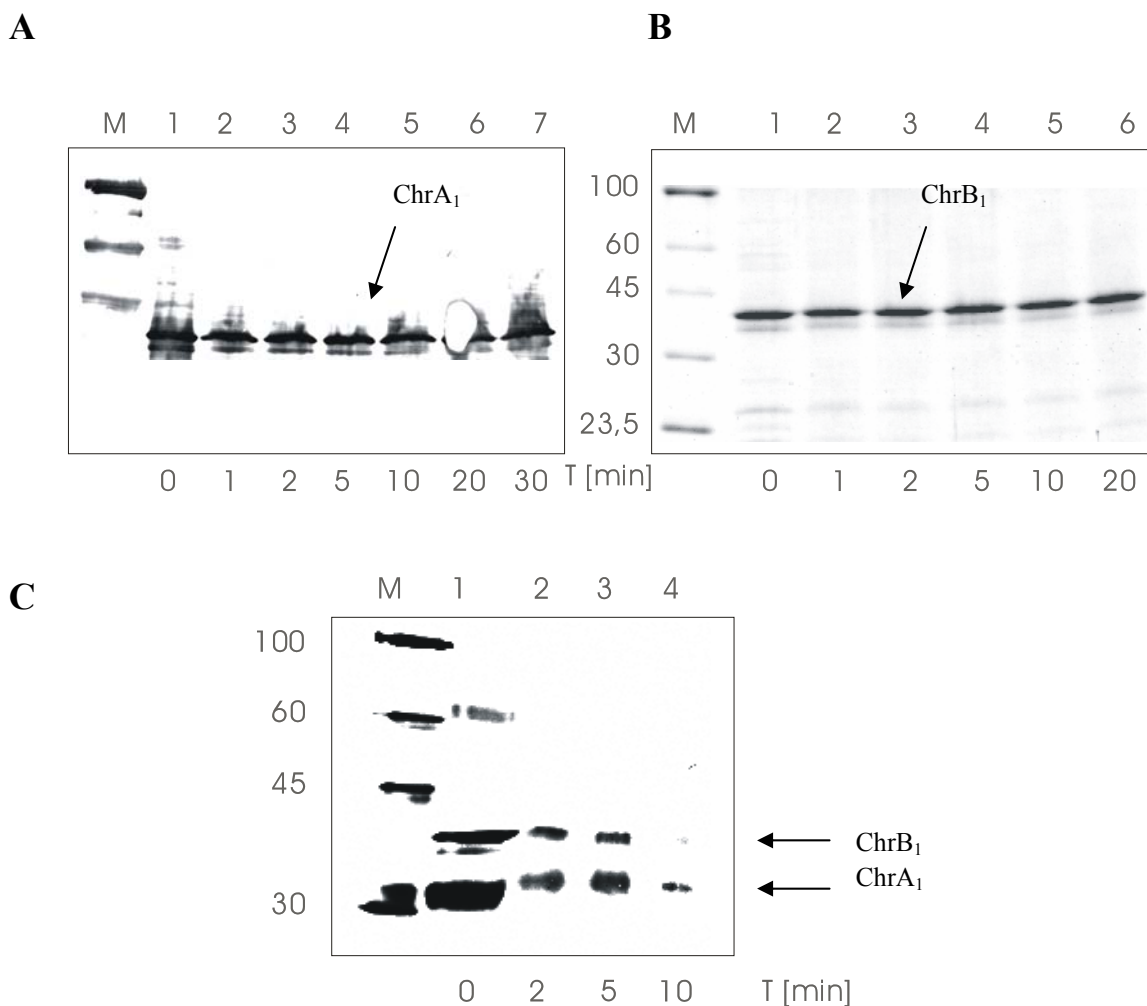 A
B
M 1 2 3 4 5 6 7
M 1 2 3 4 5 6
ChrA₁
ChrB₁
100
60
45
30
23,5
0 1 2 5 10 20 30 T [min]
0 1 2 5 10 20
C
M 1 2 3 4
100
60
45
30
ChrB₁
ChrA₁
0 2 5 10 T [min]